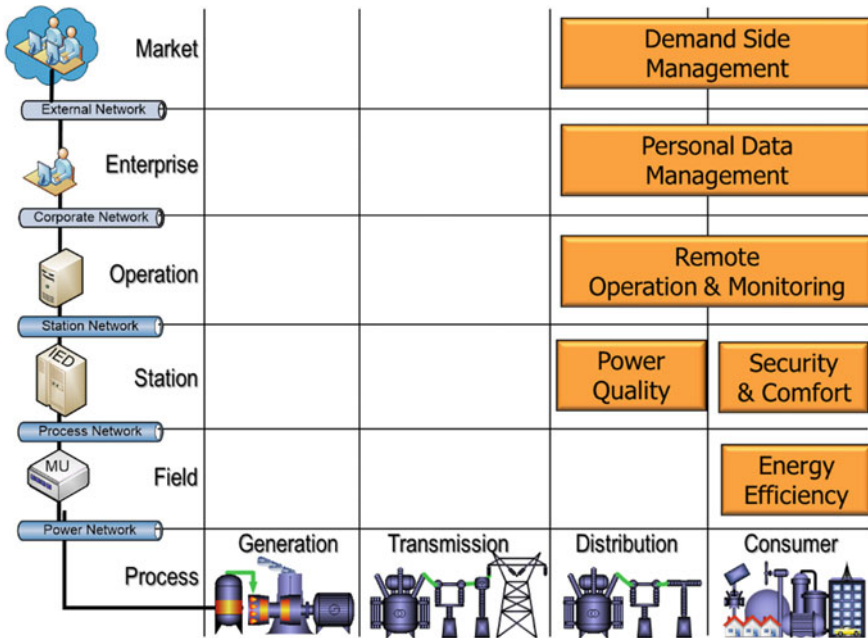 Market
Demand Side
Management
External Network
Enterprise
Personal Data
Management
Corporate Network
Operation
Remote
Operation & Monitoring
Station Network
IED
Station
Power
Quality
Security
& Comfort
Process Network
MU
Field
Energy
Efficiency
Power Network
Generation
Transmission
Distribution
Consumer
Process